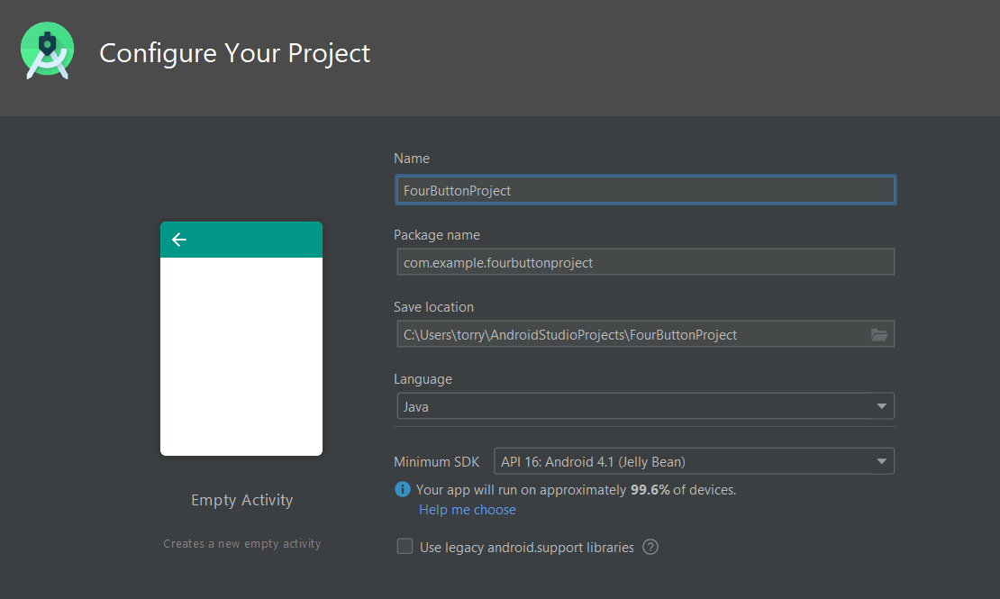 Configure Your Project
Name
FourButtonProject
Package name
com.example.fourbuttonproject
Save location
C:\Users\torry\AndroidStudioProjects\FourButtonProject
Language
Java
Minimum SDK
API 16: Android 4.1 (Jelly Bean)
Your app will run on approximately 99.6% of devices.
Help me choose
Use legacy android.support libraries ?
Empty Activity
Creates a new empty activity